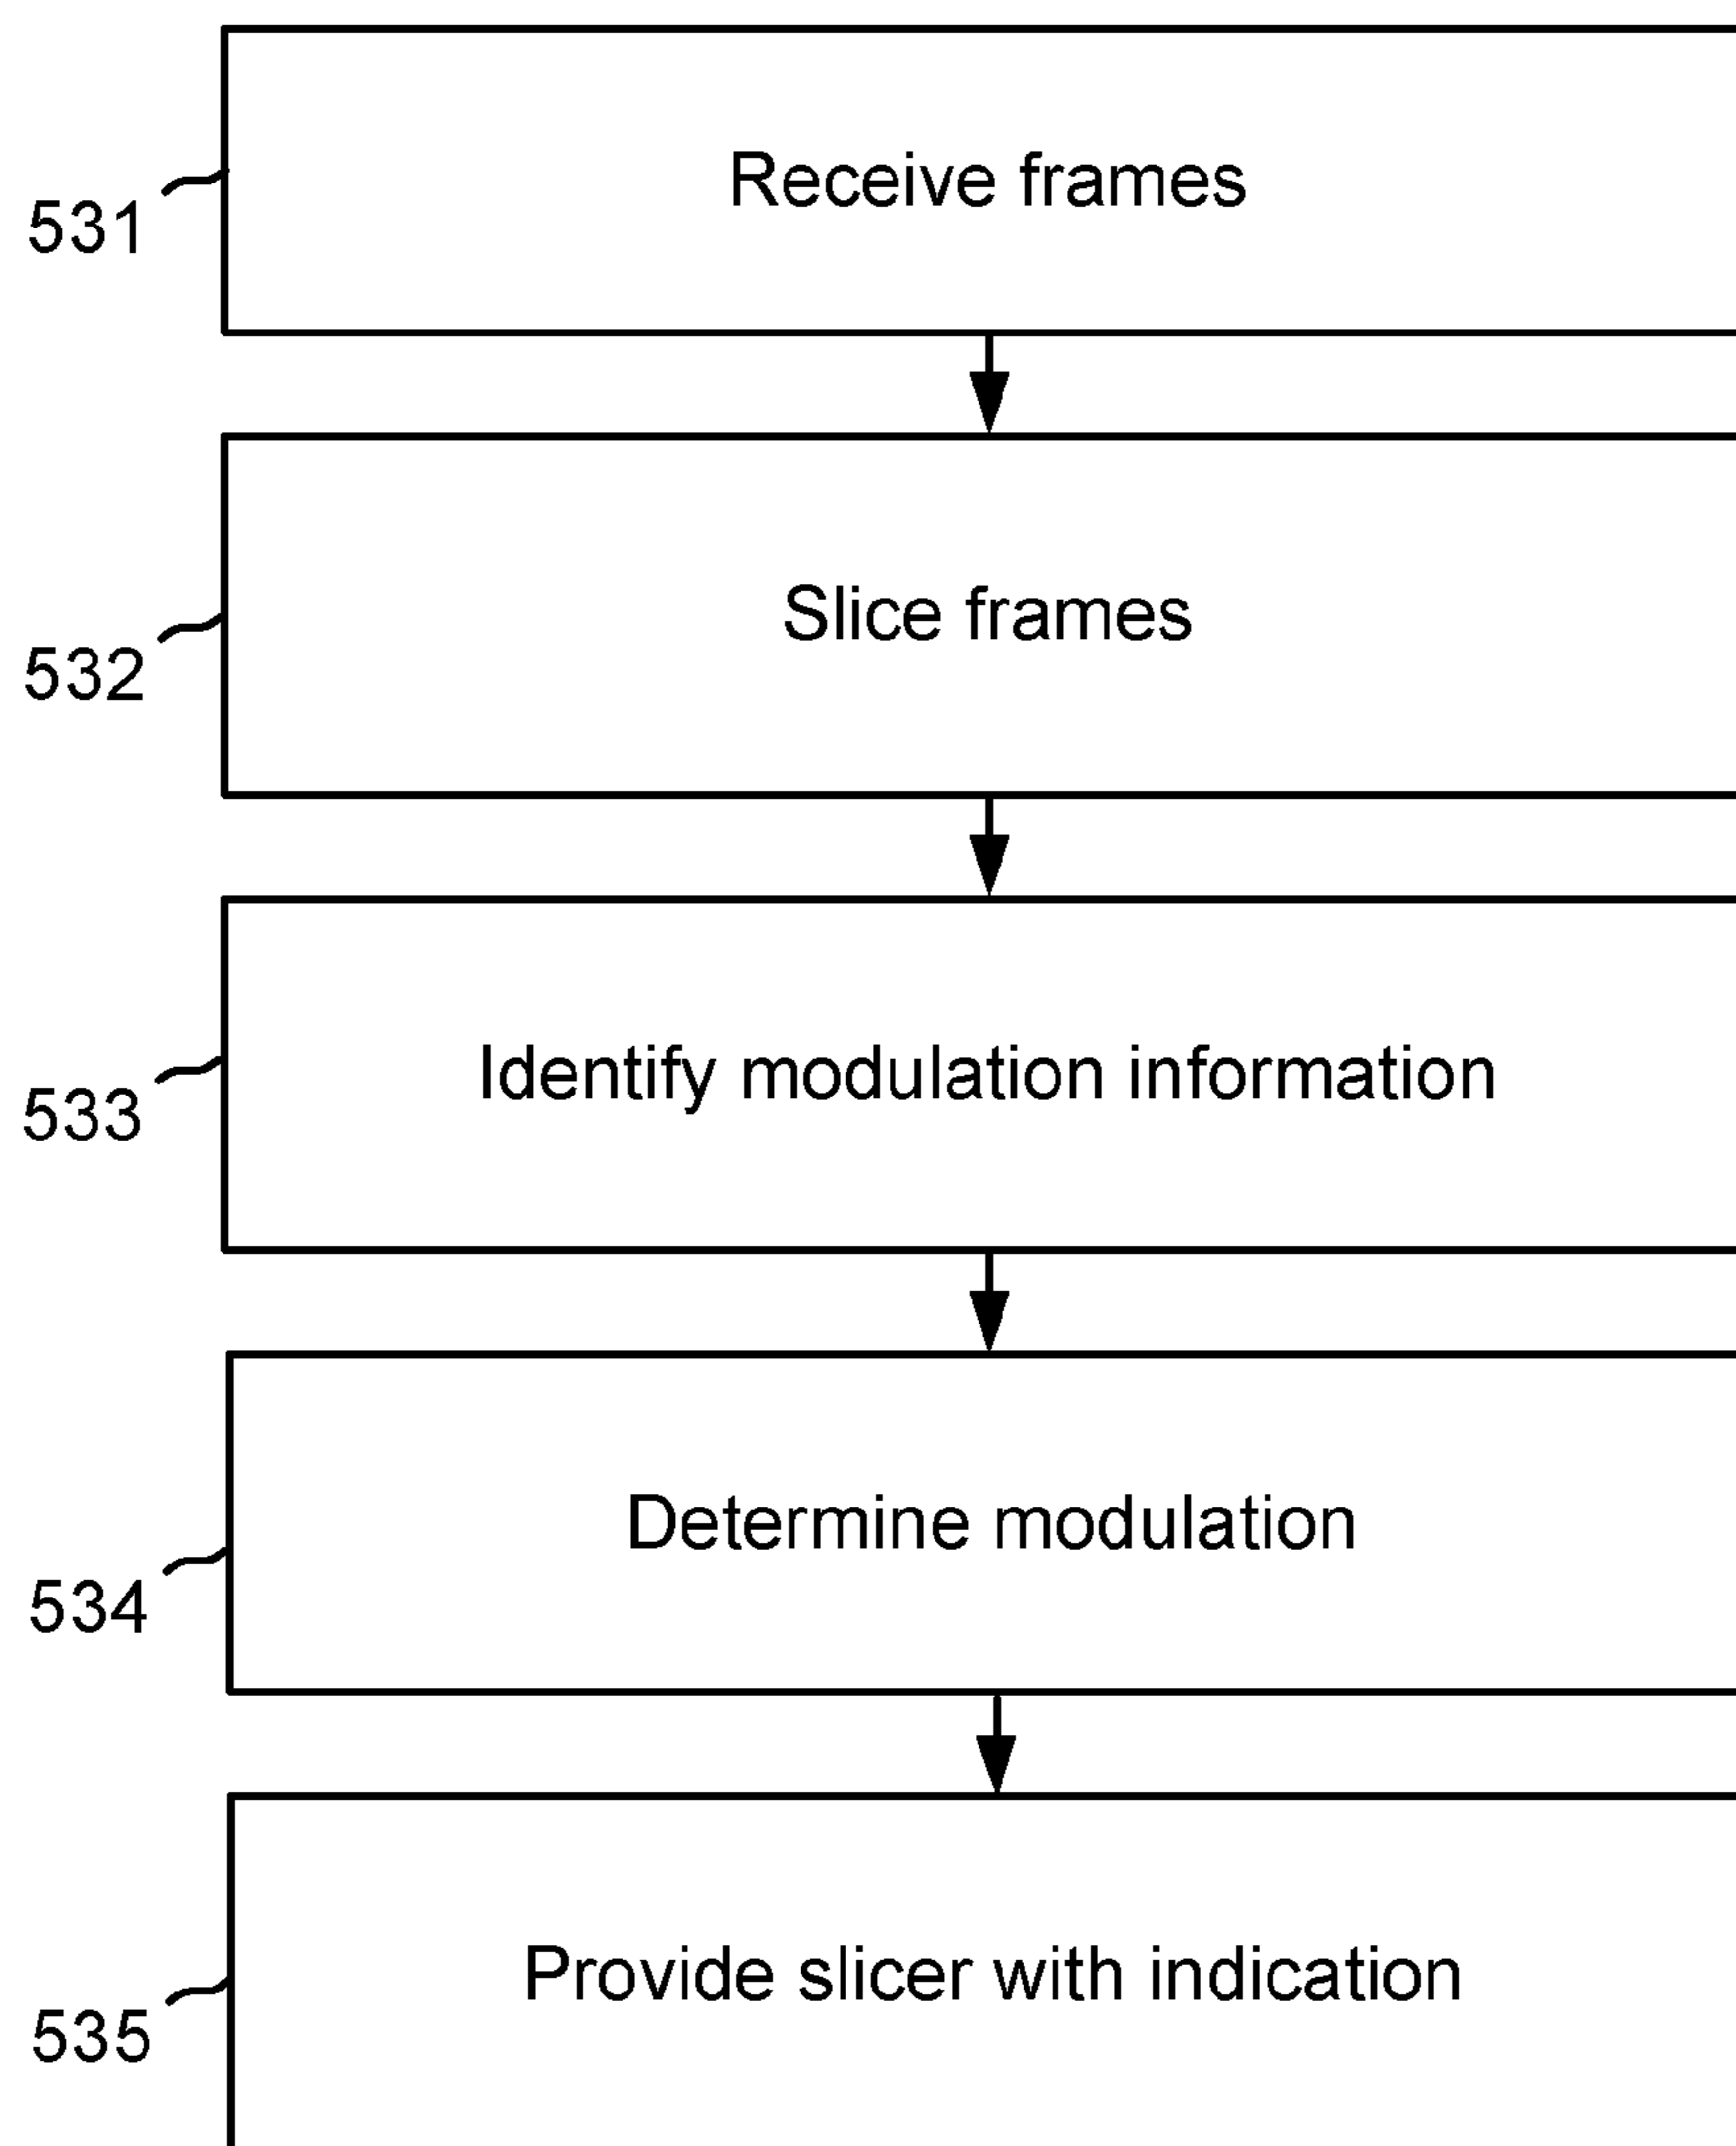 Receive frames
531
Slice frames
532
Identify modulation information
533
Determine modulation
534
Provide slicer with indication
535